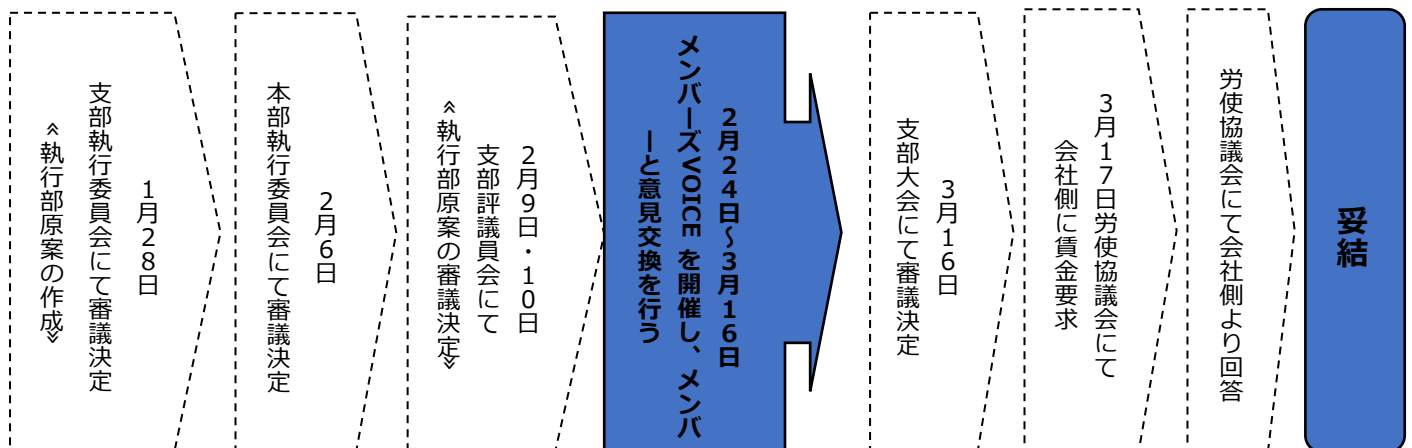 1月28日
支部執行委員会にて審議決定
≪執行部原案の作成≫
2月6日
本部執行委員会にて審議決定
2月9日・10日
支部評議員会にて
≪執行部原案の審議決定≫
2月24日～3月16日
メンバーズVOICE を開催し、メンバ
ーと意見交換を行う
3月16日
支部大会にて審議決定
3月17日労使協議会にて
会社側に賃金要求
労使協議会にて会社側より回答
妥結